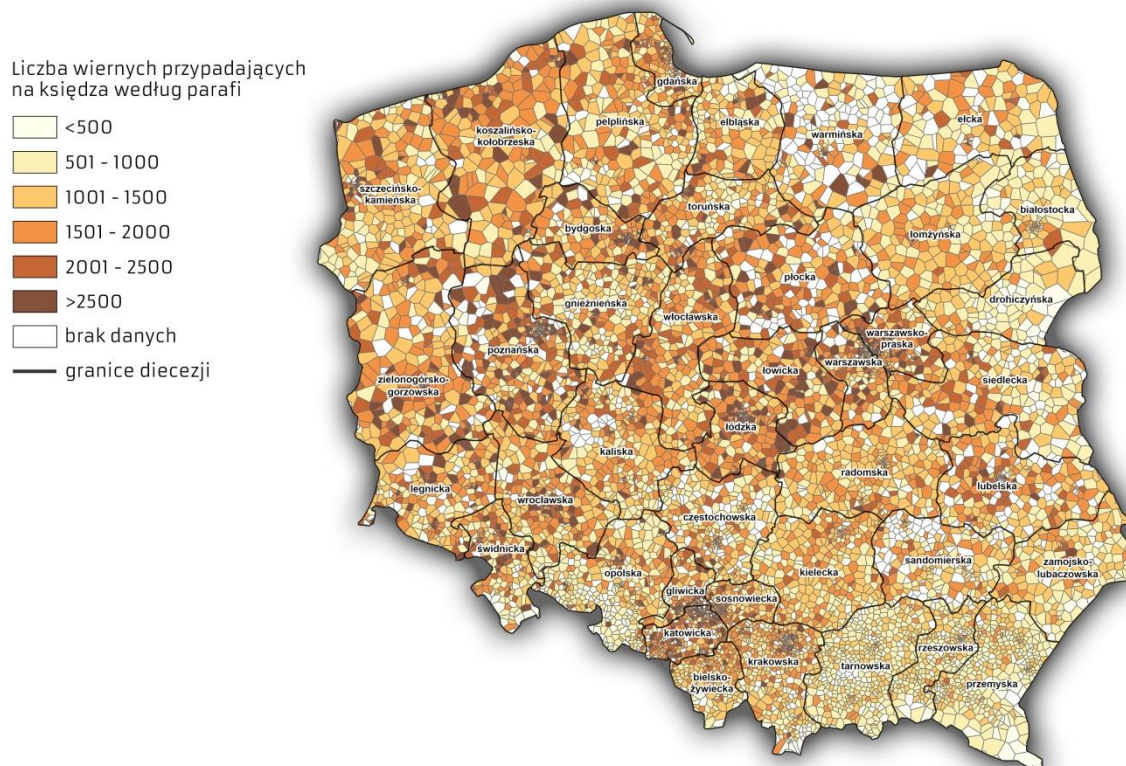 Liczba wiernych przypadających
na księdza według parafi
<500
501 - 1000
1001 - 1500
1501 - 2000
2001 - 2500
>2500
brak danych
granice diecezji
gdańska
koszalińsko-
kołobrzeska
pelplińska
elbląska
warmińska
ełcka
szczecińsko-
kamieńska
toruńska
bydgoska
łomżyńska
białostocka
płocka
gnieźnieńska
włocławska
drohiczyńska
warszawsko-
praska
poznańska
warszawska
łowicka
siedlecka
zielonogórsko-
gorzowska
łódzka
kaliska
radomska
lubelska
legnicka
wrocławska
częstochowska
świdnicka
opolska
kielecka
sandomierska
zamojsko-
lubaczowska
gliwicka
sosnowiecka
katowicka
krakowska
tarnowska
rzeszowska
bielsko-
żywiecka
przemyska